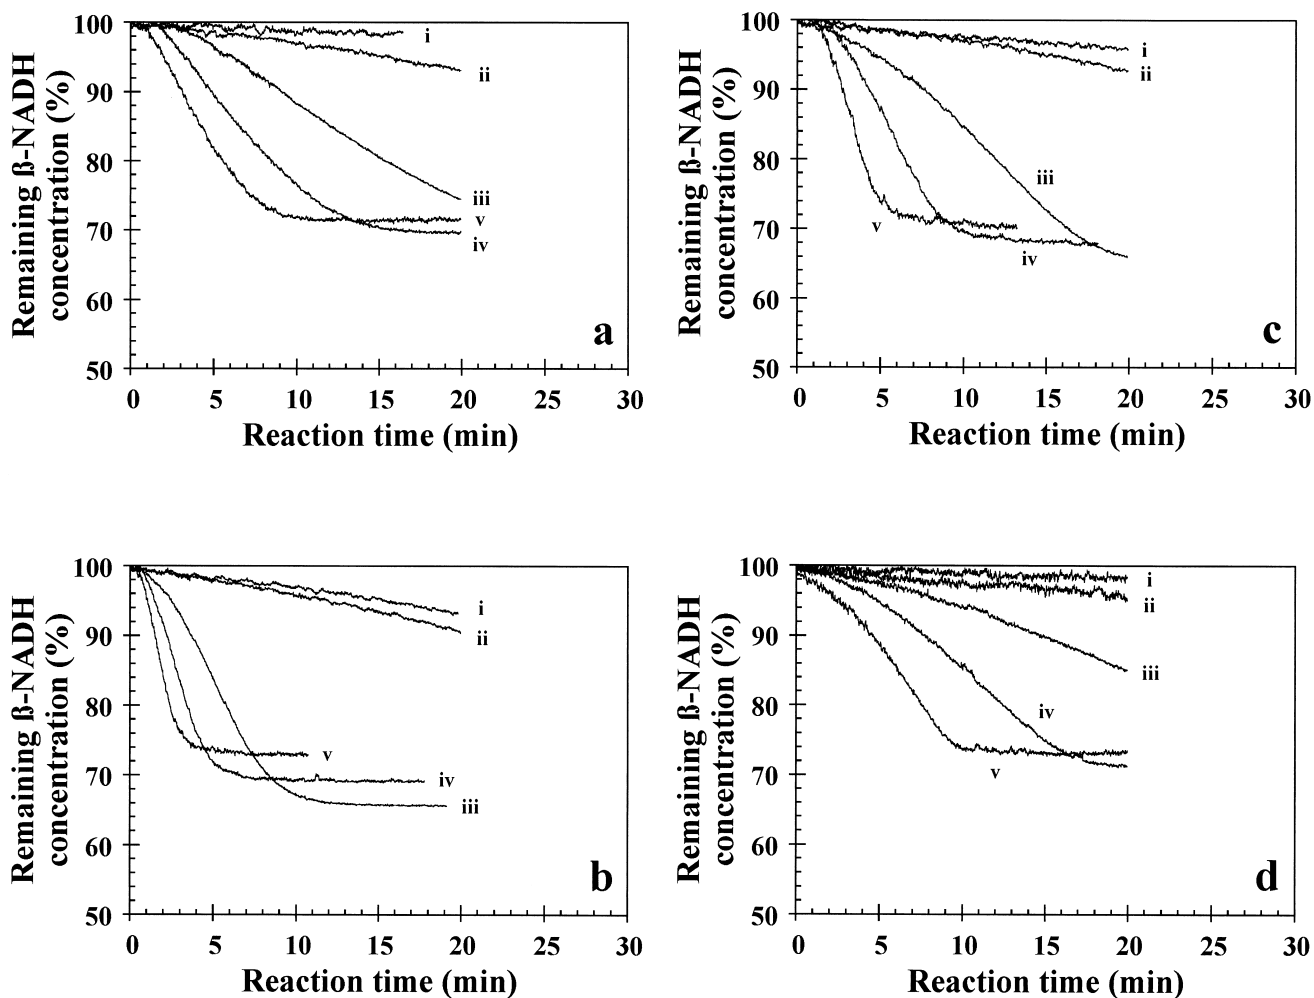 Remaining ß-NADH
concentration (%)
100
90
80
70
60
50
i
ii
iii
v
iv
a
0 5 10 15 20 25 30
Reaction time (min)
Remaining ß-NADH
concentration (%)
100
90
80
70
60
50
i
ii
iii
v
iv
c
0 5 10 15 20 25 30
Reaction time (min)
Remaining ß-NADH
concentration (%)
100
90
80
70
60
50
i
ii
v
iv
iii
b
0 5 10 15 20 25 30
Reaction time (min)
Remaining ß-NADH
concentration (%)
100
90
80
70
60
50
i
ii
iii
iv
v
d
0 5 10 15 20 25 30
Reaction time (min)